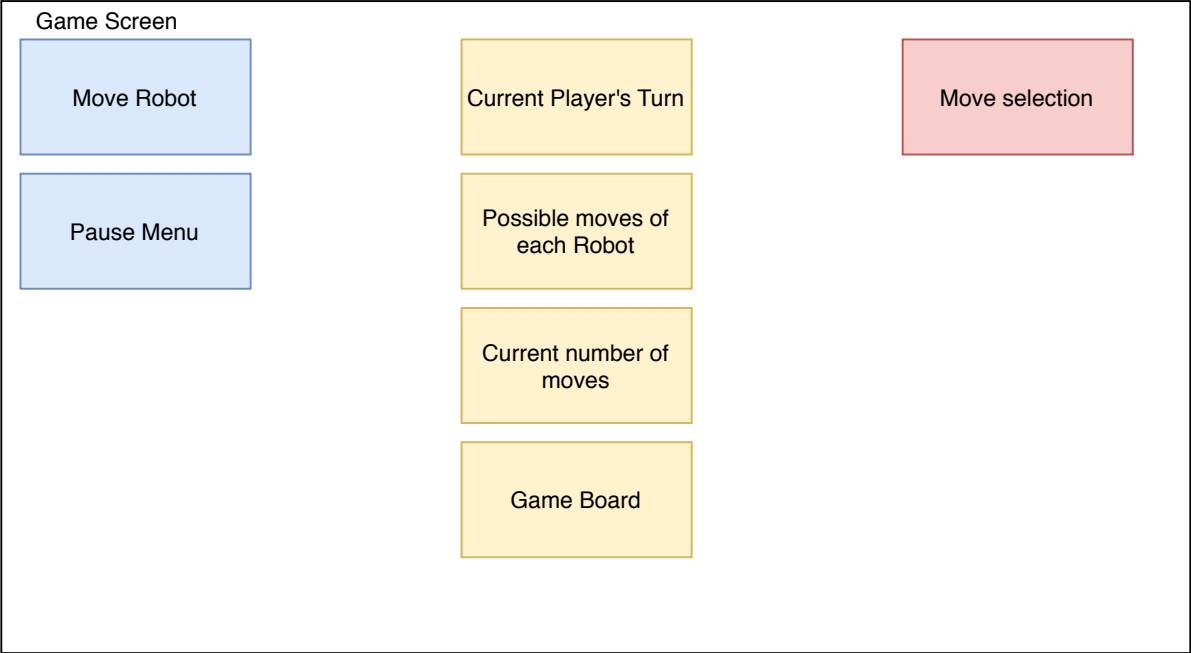 Game Screen
Move Robot
Current Player's Turn
Move selection
Pause Menu
Possible moves of
each Robot
Current number of
moves
Game Board